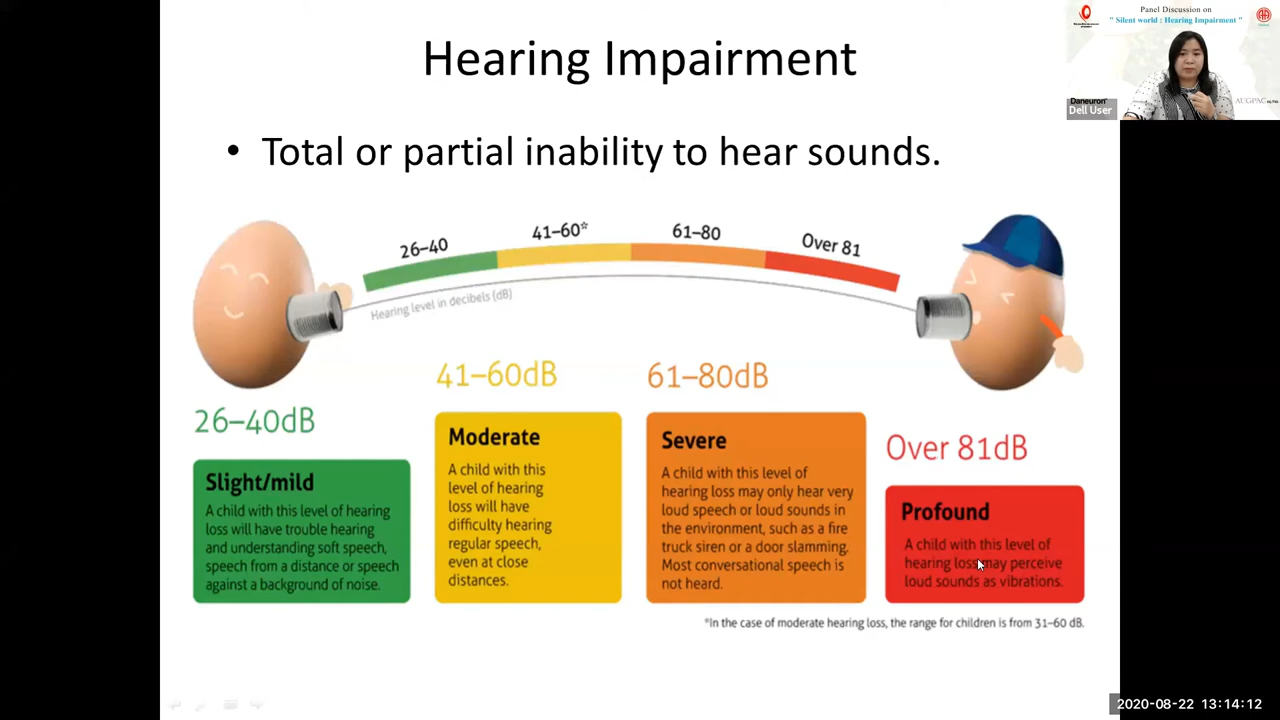 Hearing Impairment
• Total or partial inability to hear sounds.
26–40
41–60*
61–80
Over 81
Hearing level in decibels (dB)
26–40dB
Slight/mild
A child with this level of hearing
loss will have trouble hearing
and understanding soft speech,
speech from a distance or speech
against a background of noise.
41–60dB
Moderate
A child with this
level of hearing
loss will have
difficulty hearing
regular speech,
even at close
distances.
61–80dB
Severe
A child with this level of
hearing loss may only hear very
loud speech or loud sounds in
the environment, such as a fire
truck siren or a door slamming.
Most conversational speech is
not heard.
Over 81dB
Profound
A child with this level of
hearing loss may perceive
loud sounds as vibrations.
*In the case of moderate hearing loss, the range for children is from 31–60 dB.
Panel Discussion on
" Silent world : Hearing Impairment "
Daneuron
AUGPAC
Dell User
2020-08-22 13:14:12